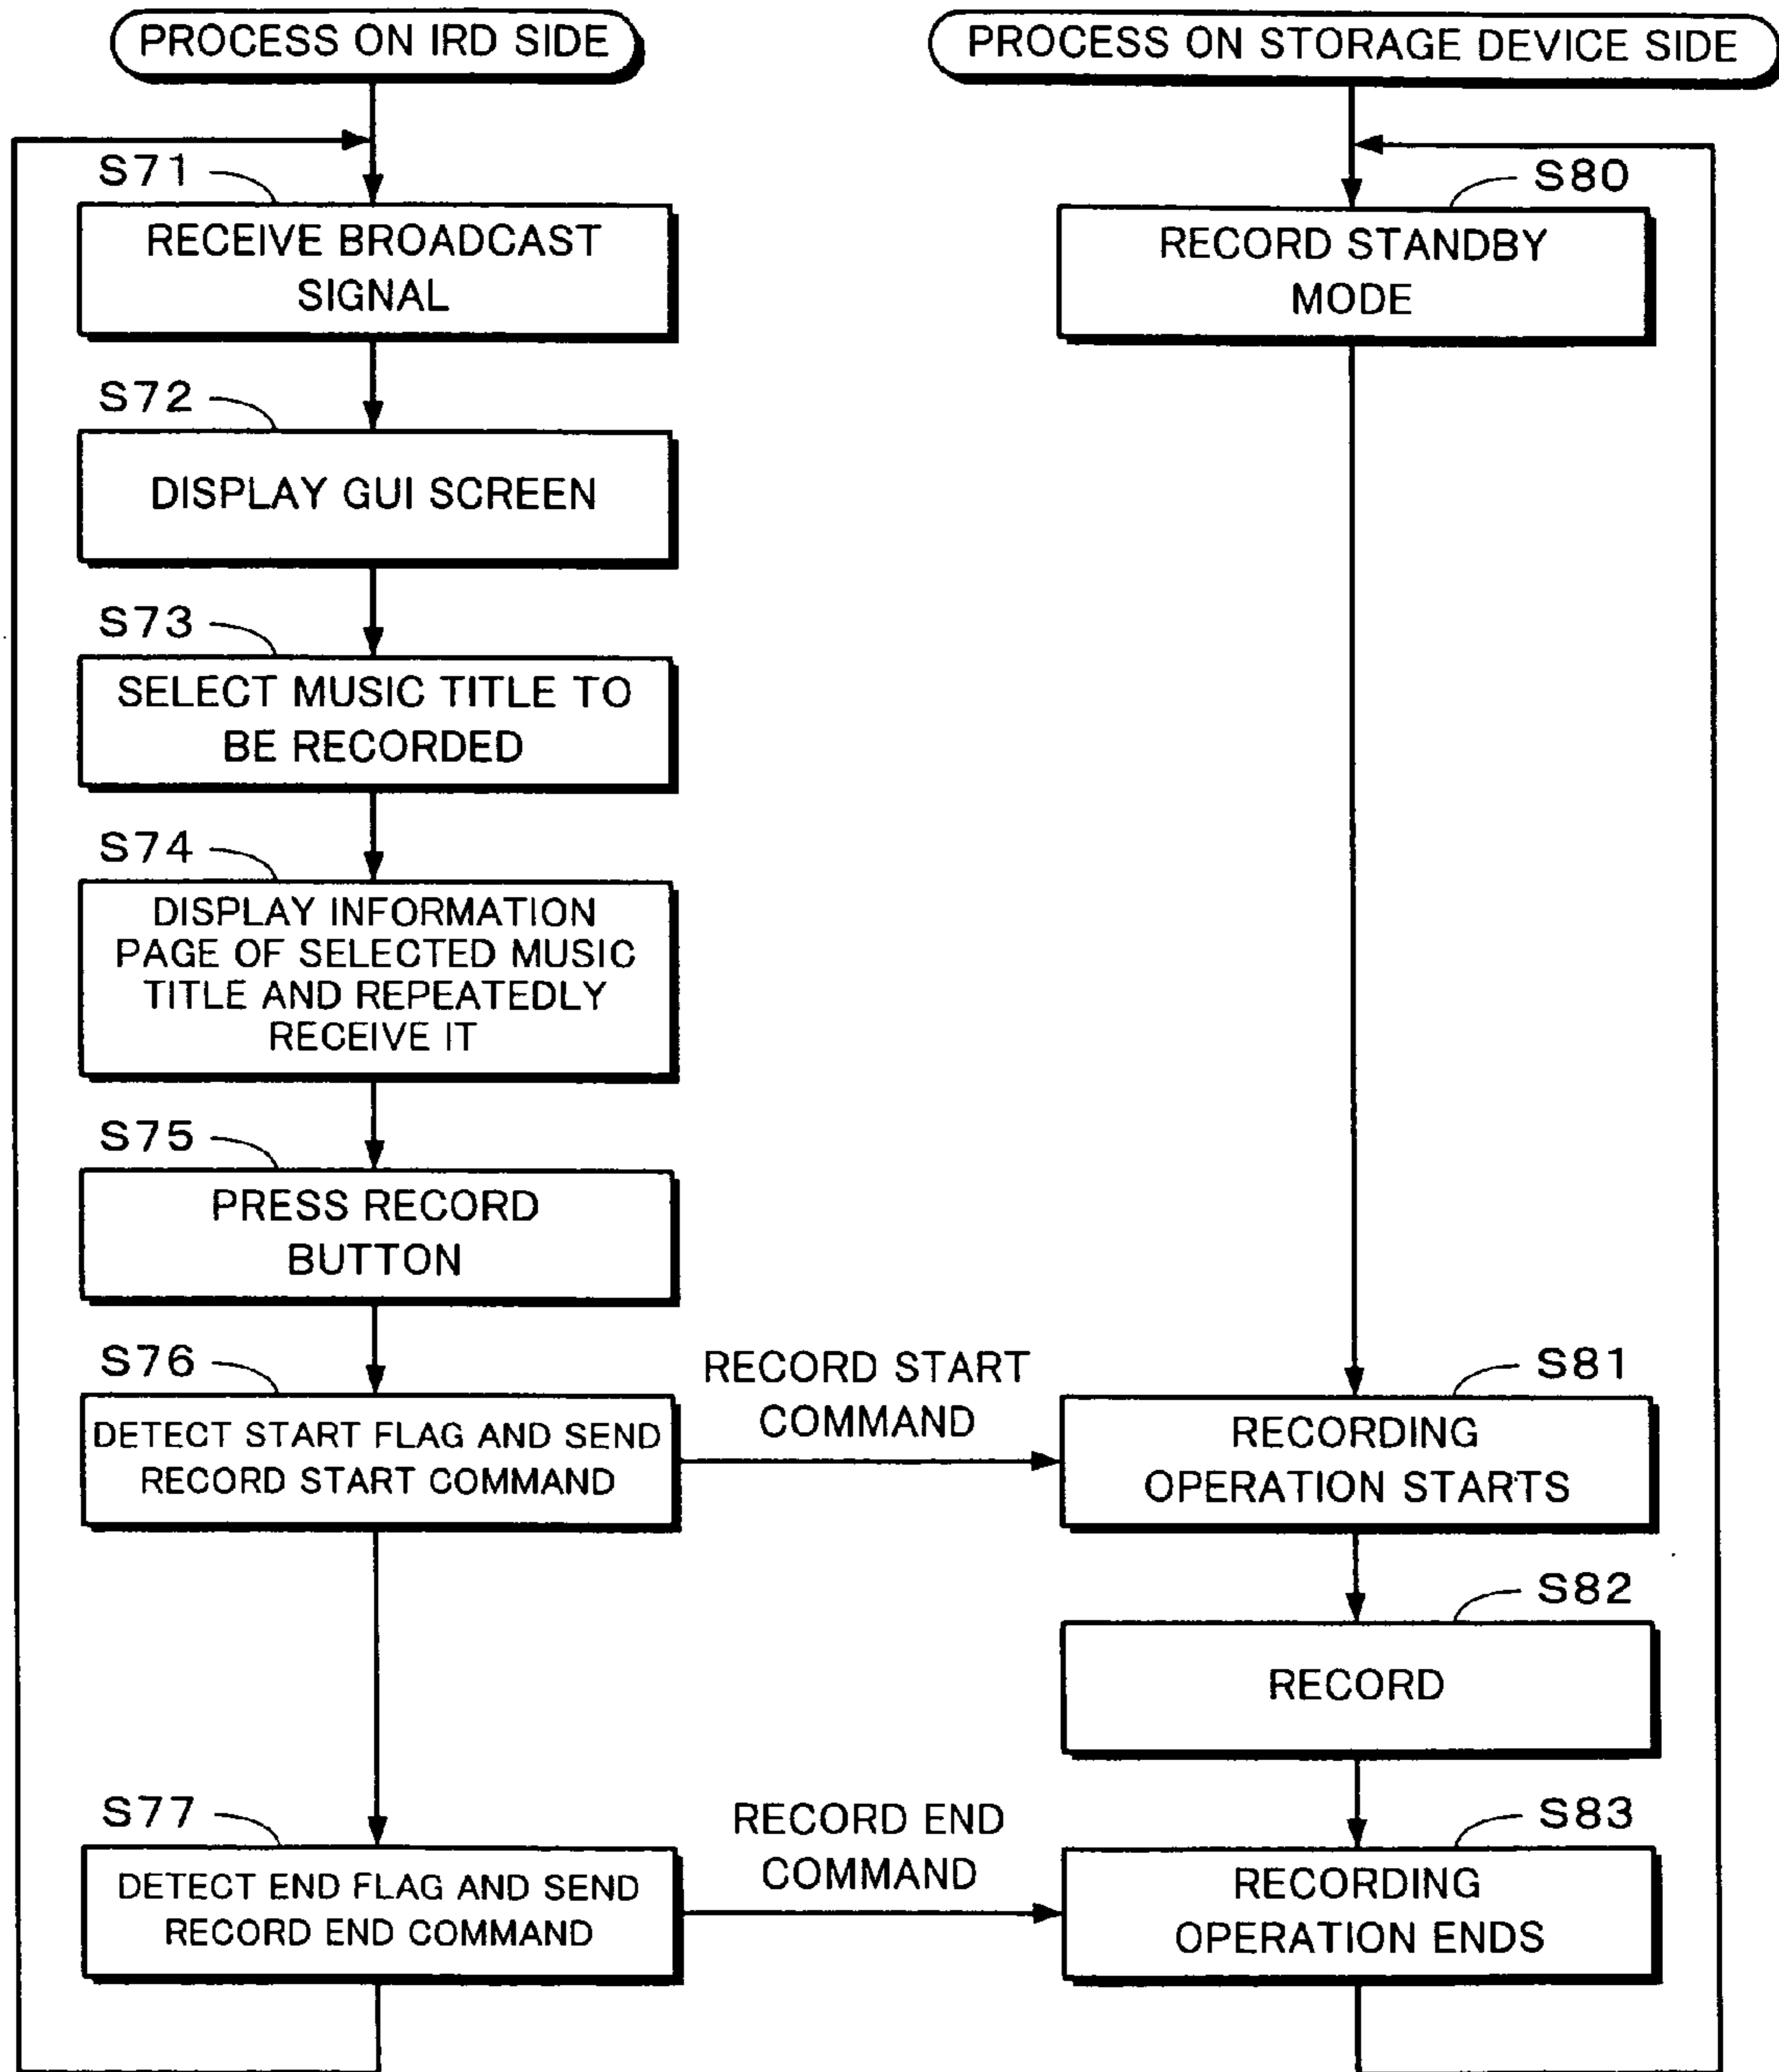 PROCESS ON IRD SIDE
S71
RECEIVE BROADCAST
SIGNAL
S72
DISPLAY GUI SCREEN
S73
SELECT MUSIC TITLE TO
BE RECORDED
S74
DISPLAY INFORMATION
PAGE OF SELECTED MUSIC
TITLE AND REPEATEDLY
RECEIVE IT
S75
PRESS RECORD
BUTTON
S76
DETECT START FLAG AND SEND
RECORD START COMMAND
RECORD START
COMMAND
S77
DETECT END FLAG AND SEND
RECORD END COMMAND
RECORD END
COMMAND
PROCESS ON STORAGE DEVICE SIDE
S80
RECORD STANDBY
MODE
S81
RECORDING
OPERATION STARTS
S82
RECORD
S83
RECORDING
OPERATION ENDS